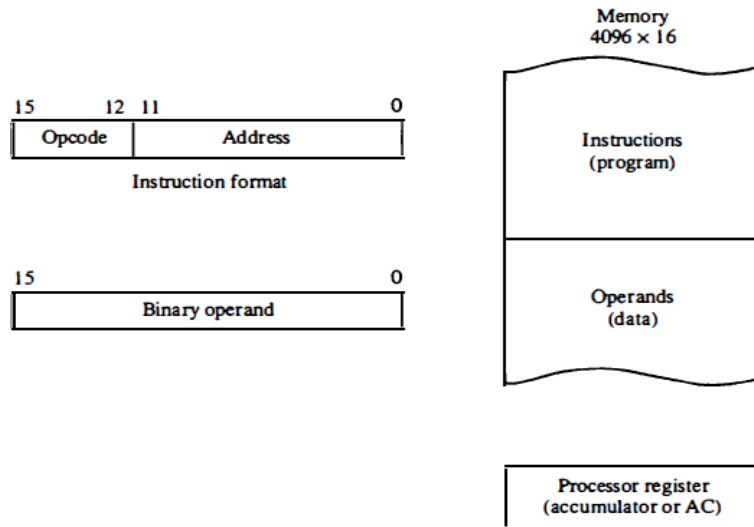 Memory
4096 × 16
15 12 11 0
Opcode Address
Instruction format
Instructions
(program)
15 0
Binary operand
Operands
(data)
Processor register
(accumulator or AC)